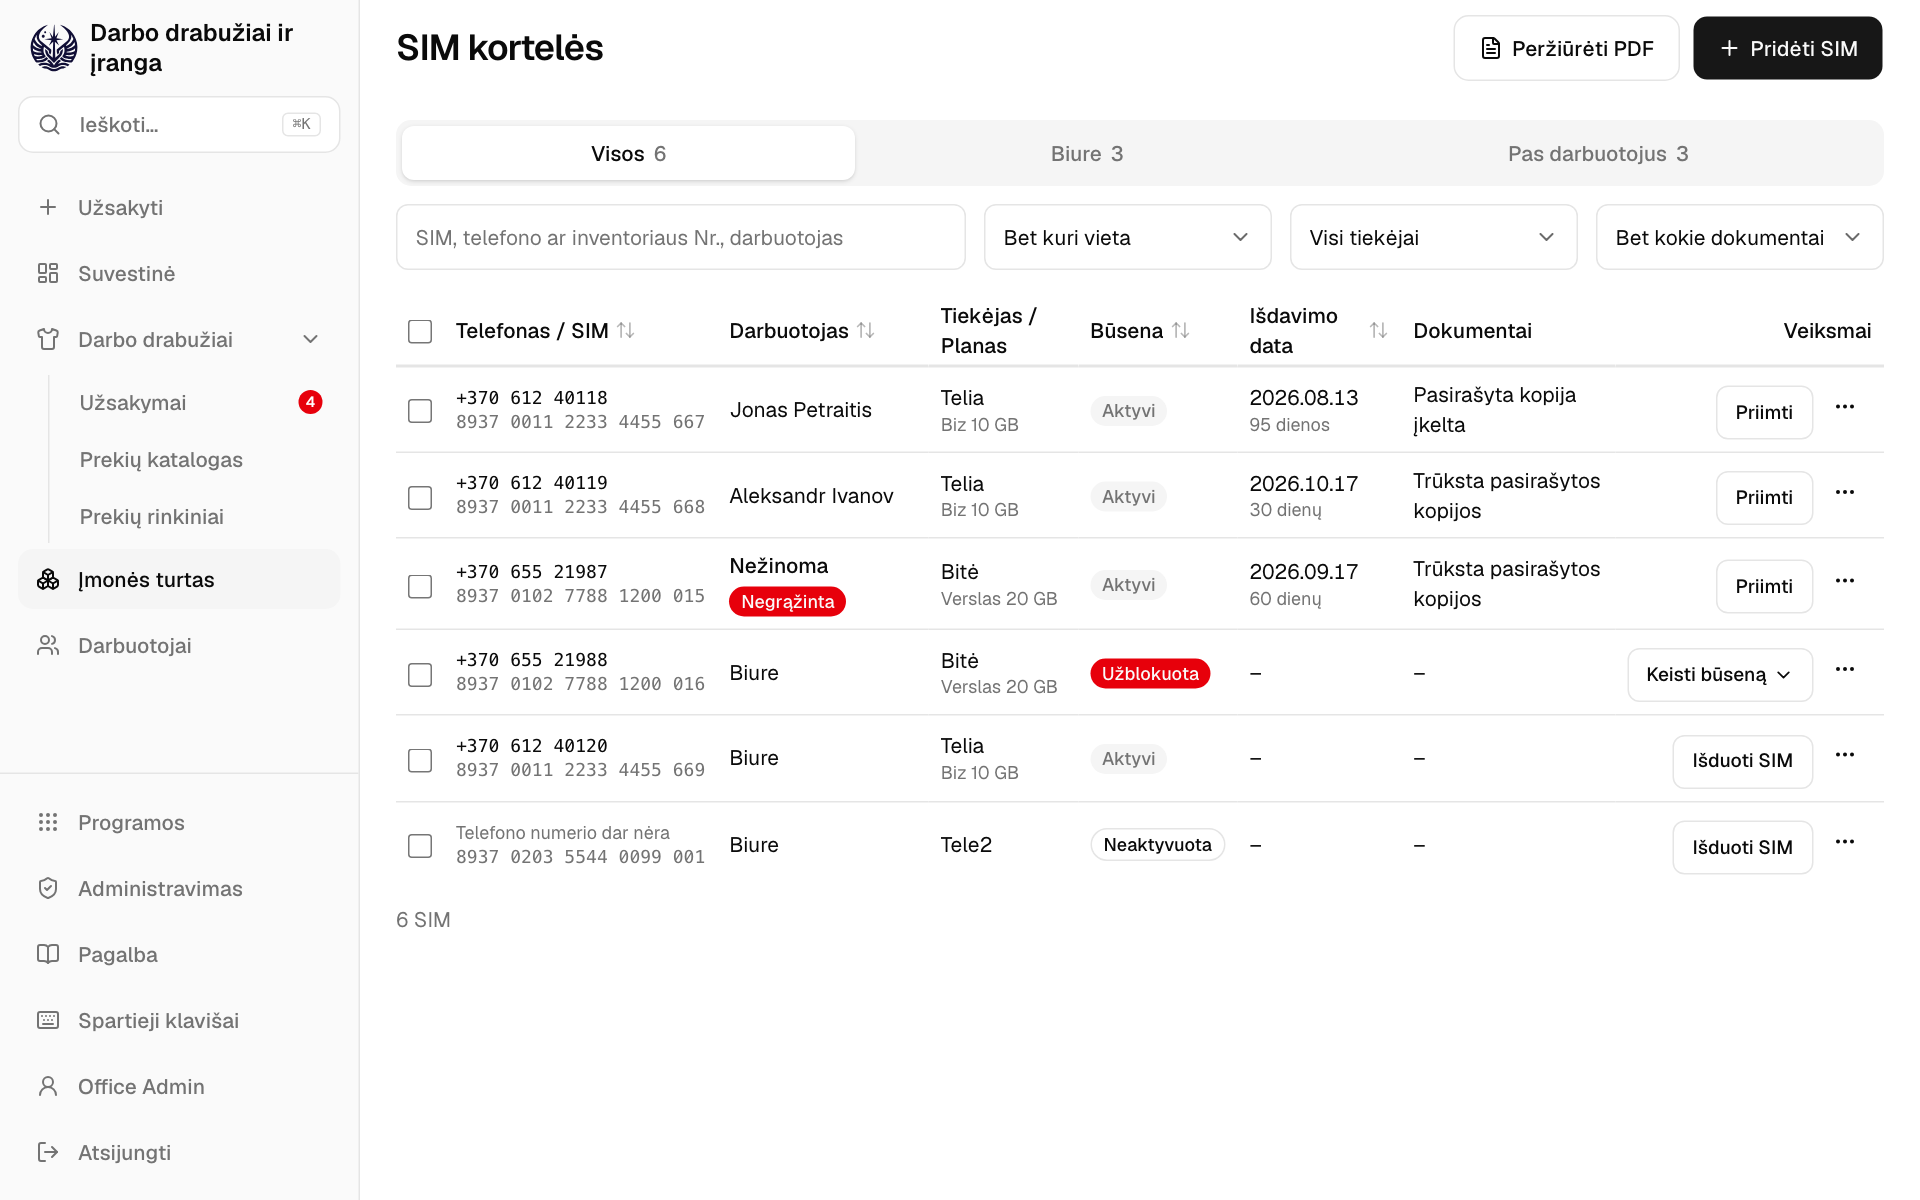 Darbo drabužiai ir
įranga
Ieškoti...
⌘K
Užsakyti
Suvestinė
Darbo drabužiai
Užsakymai
4
Prekių katalogas
Prekių rinkiniai
Įmonės turtas
Darbuotojai
Programos
Administravimas
Pagalba
Spartieji klavišai
Office Admin
Atsijungti
SIM kortelės
Peržiūrėti PDF
Pridėti SIM
Visos 6
Biure 3
Pas darbuotojus 3
SIM, telefono ar inventoriaus Nr., darbuotojas
Bet kuri vieta
Visi tiekėjai
Bet kokie dokumentai
Telefonas / SIM
Darbuotojas
Tiekėjas /
Planas
Būsena
Išdavimo
data
Dokumentai
Veiksmai
+370 612 40118
8937 0011 2233 4455 667
Jonas Petraitis
Telia
Biz 10 GB
Aktyvi
2026.08.13
95 dienos
Pasirašyta kopija
įkelta
Priimti
+370 612 40119
8937 0011 2233 4455 668
Aleksandr Ivanov
Telia
Biz 10 GB
Aktyvi
2026.10.17
30 dienų
Trūksta pasirašytos
kopijos
Priimti
+370 655 21987
8937 0102 7788 1200 015
Nežinoma
Negrąžinta
Bitė
Verslas 20 GB
Aktyvi
2026.09.17
60 dienų
Trūksta pasirašytos
kopijos
Priimti
+370 655 21988
8937 0102 7788 1200 016
Biure
Bitė
Verslas 20 GB
Užblokuota
–
–
Keisti būseną
+370 612 40120
8937 0011 2233 4455 669
Biure
Telia
Biz 10 GB
Aktyvi
–
–
Išduoti SIM
Telefono numerio dar nėra
8937 0203 5544 0099 001
Biure
Tele2
Neaktyvuota
–
–
Išduoti SIM
6 SIM